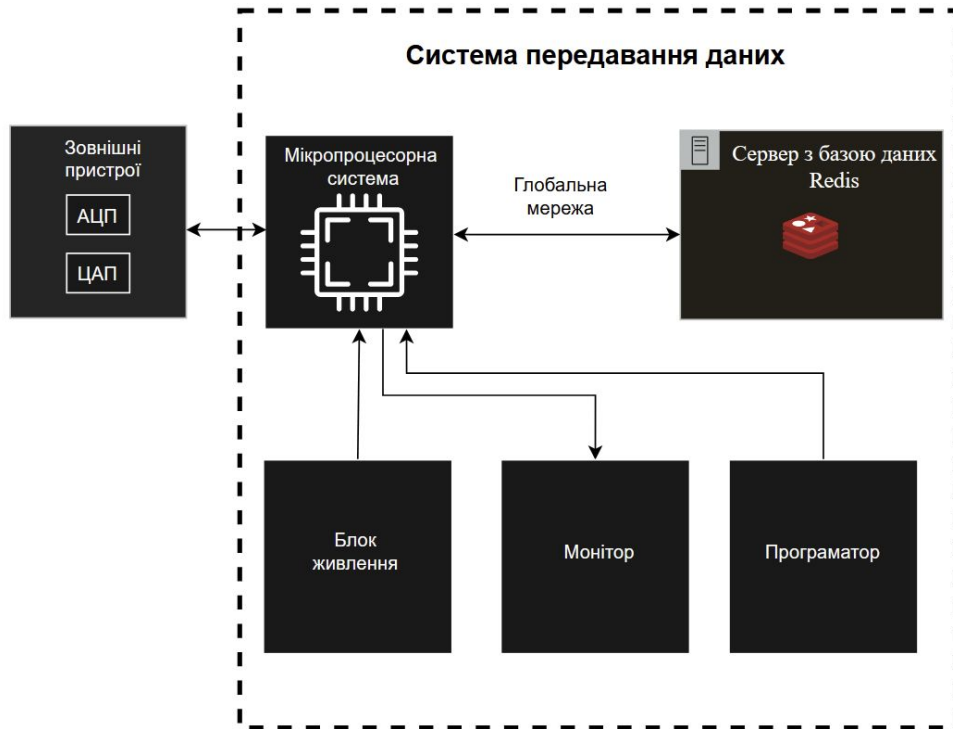 Система передавання даних
Зовнішні
пристрої
АЦП
ЦАП
Мікропроцесорна
система
Глобальна
мережа
Сервер з базою даних
Redis
Блок
живлення
Монітор
Програматор